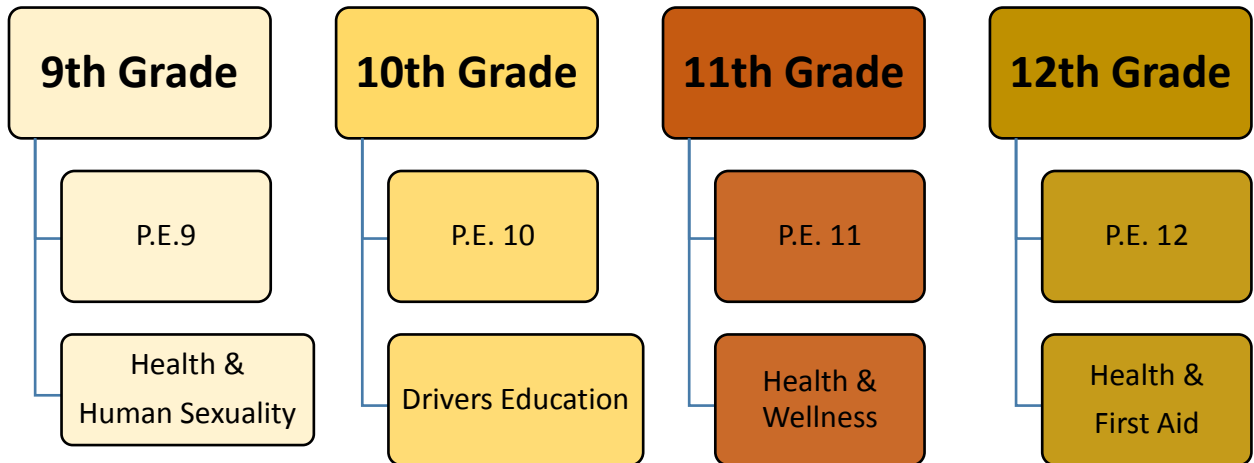 9th Grade
P.E.9
Health &
Human Sexuality
10th Grade
P.E. 10
Drivers Education
11th Grade
P.E. 11
Health &
Wellness
12th Grade
P.E. 12
Health &
First Aid